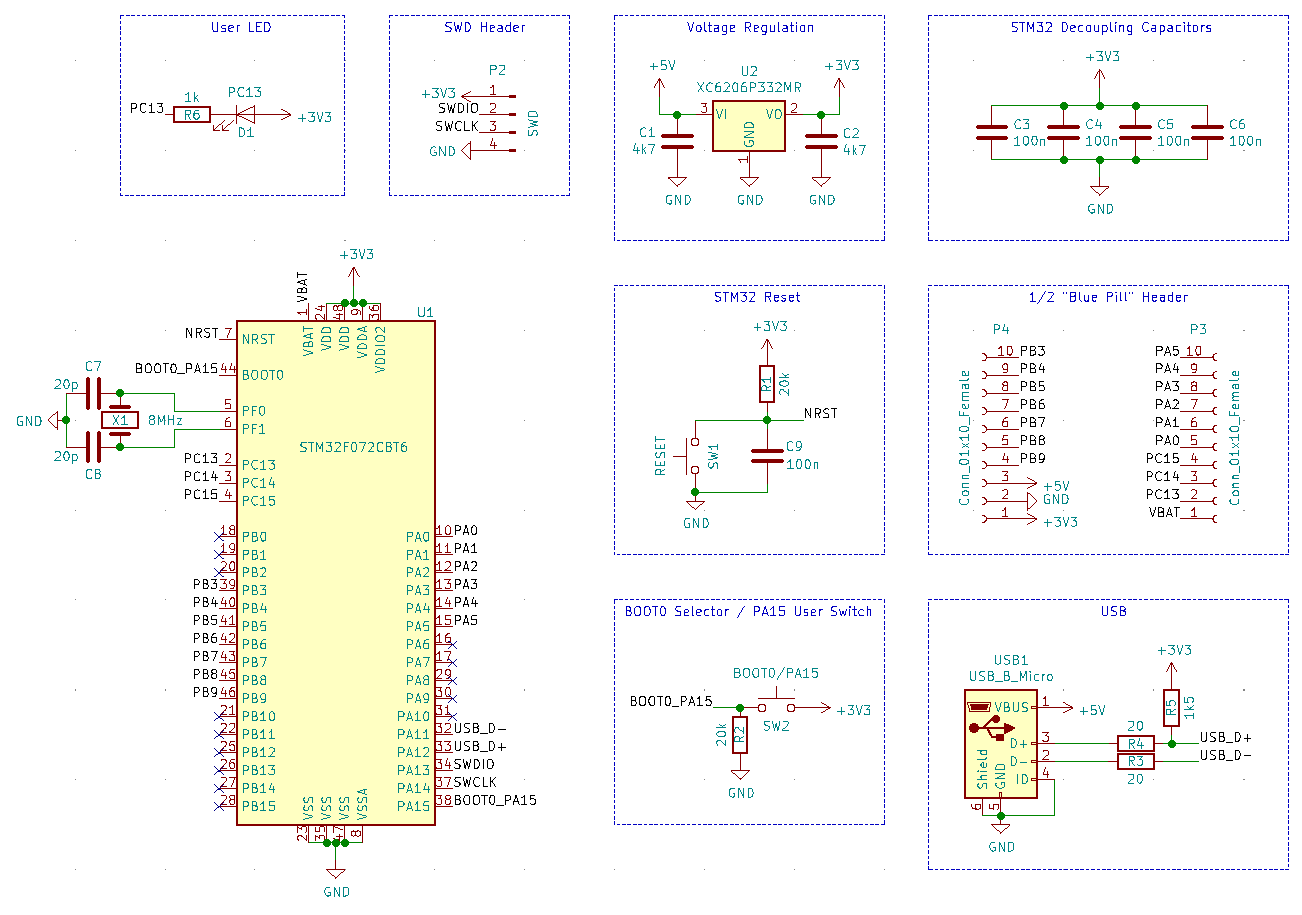 User LED
PC13
1k
R6
PC13
D1
+3V3
SWD Header
P2
+3V3
1
SWDIO
2
SWCLK
3
GND
4
SWD
Voltage Regulation
+5V
U2
XC6206P332MR
+3V3
3
VI
VO
2
GND
1
C1
4k7
C2
4k7
GND
GND
GND
STM32 Decoupling Capacitors
+3V3
C3
100n
C4
100n
C5
100n
C6
100n
GND
+3V3
VBAT
1
24
48
9
36
U1
VBAT
VDD
VDD
VDDA
VDDIO2
NRST
7
NRST
BOOT0_PA15
44
BOOT0
C7
20p
GND
X1
8MHz
20p
C8
5
PF0
6
PF1
STM32F072CBT6
PC13
2
PC13
PC14
3
PC14
PC15
4
PC15
18
PB0
19
PB1
20
PB2
PB3
39
PB3
PB4
40
PB4
PB5
41
PB5
PB6
42
PB6
PB7
43
PB7
PB8
45
PB8
PB9
46
PB9
21
PB10
22
PB11
25
PB12
26
PB13
27
PB14
28
PB15
PA0
10
PA0
PA1
11
PA1
PA2
12
PA2
PA3
13
PA3
PA4
14
PA4
PA5
15
PA5
PA6
16
PA7
17
PA8
29
PA9
30
PA10
31
PA11
32
USB_D-
PA12
33
USB_D+
PA13
34
SWDIO
PA14
37
SWCLK
PA15
38
BOOT0_PA15
VSS
VSS
VSS
VSSA
23
35
47
8
GND
STM32 Reset
+3V3
R1
20k
NRST
RESET
SW1
C9
100n
GND
1/2 "Blue Pill" Header
P4
10
PB3
9
PB4
8
PB5
7
PB6
6
PB7
5
PB8
4
PB9
3
+5V
2
GND
1
+3V3
Conn_01x10_Female
P3
PA5
10
PA4
9
PA3
8
PA2
7
PA1
6
PA0
5
PC15
4
PC14
3
PC13
2
VBAT
1
Conn_01x10_Female
BOOT0 Selector / PA15 User Switch
BOOT0/PA15
BOOT0_PA15
SW2
+3V3
20k
R2
GND
USB
USB1
USB_B_Micro
VBUS
1
+5V
D+
3
D-
2
ID
4
Shield
GND
6
5
GND
+3V3
R5
1k5
20
R4
USB_D+
R3
20
USB_D-